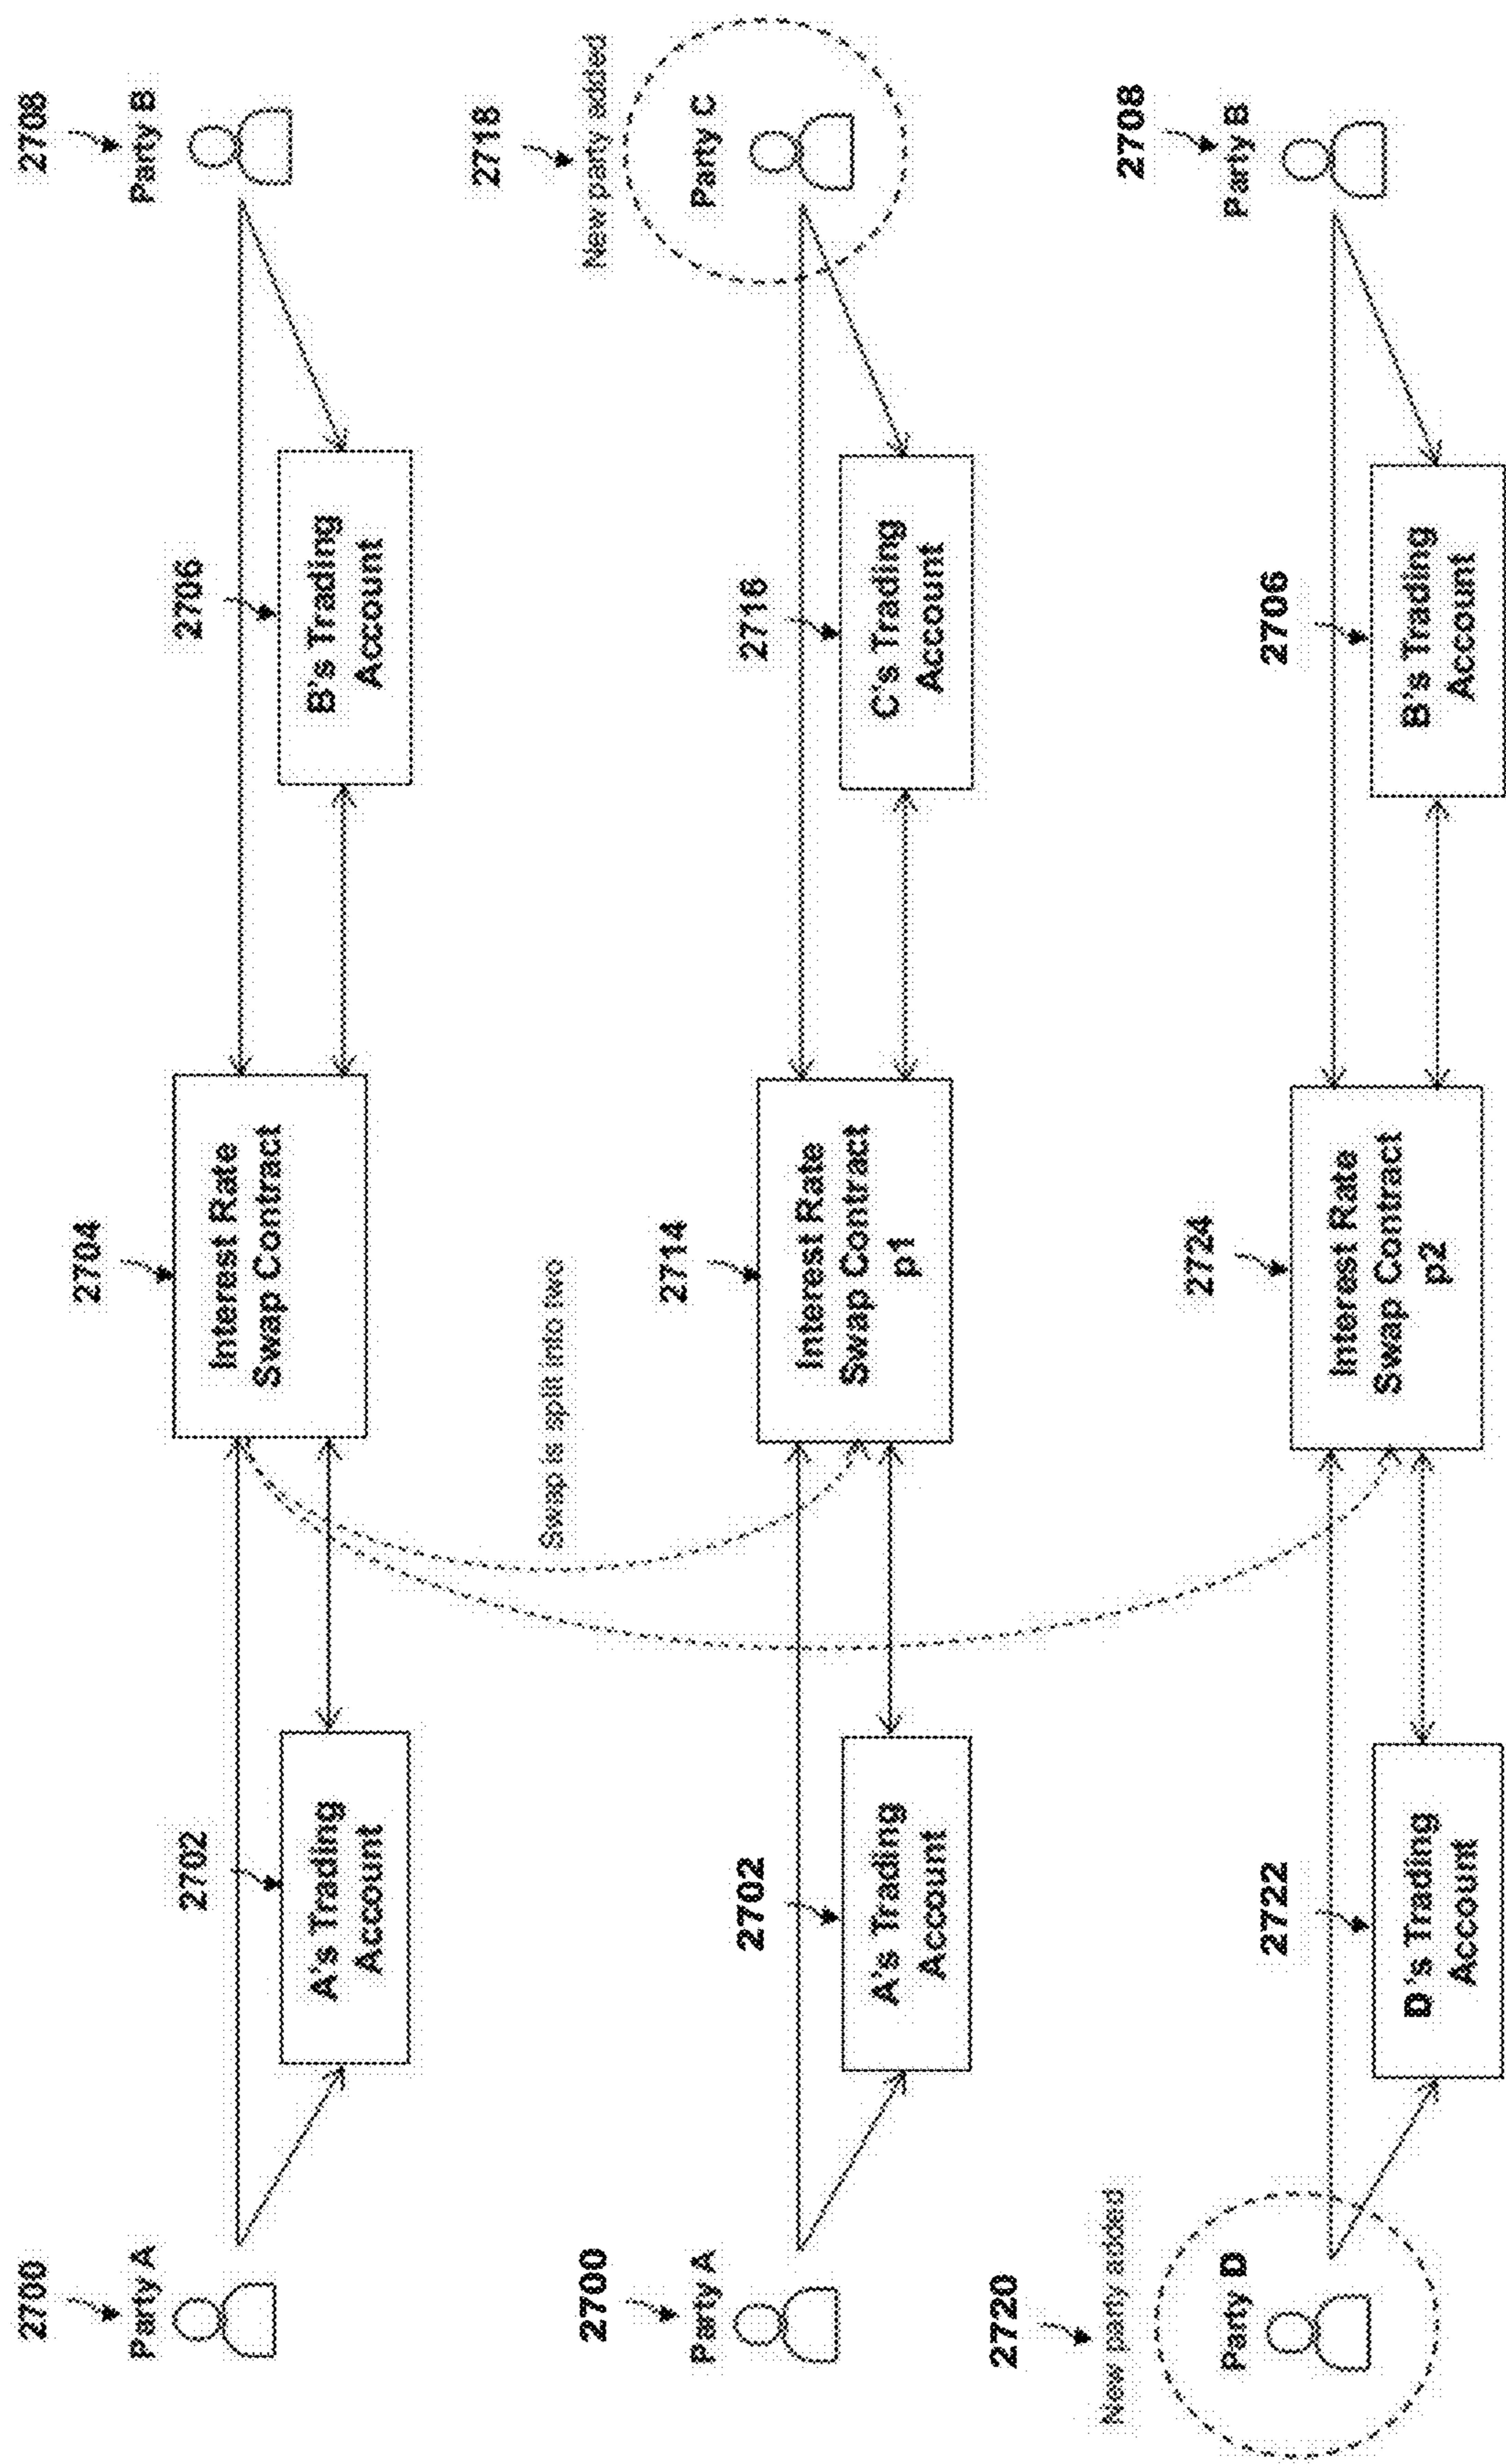 2700
Party A
2702
A's Trading
Account
2704
Interest Rate
Swap Contract
2706
B's Trading
Account
2708
Party B
Swap is split into two
2700
Party A
2702
A's Trading
Account
2714
Interest Rate
Swap Contract
p1
2716
C's Trading
Account
2718
New party added
Party C
2720
New party added
Party D
2722
D's Trading
Account
2724
Interest Rate
Swap Contract
p2
2706
B's Trading
Account
2708
Party B